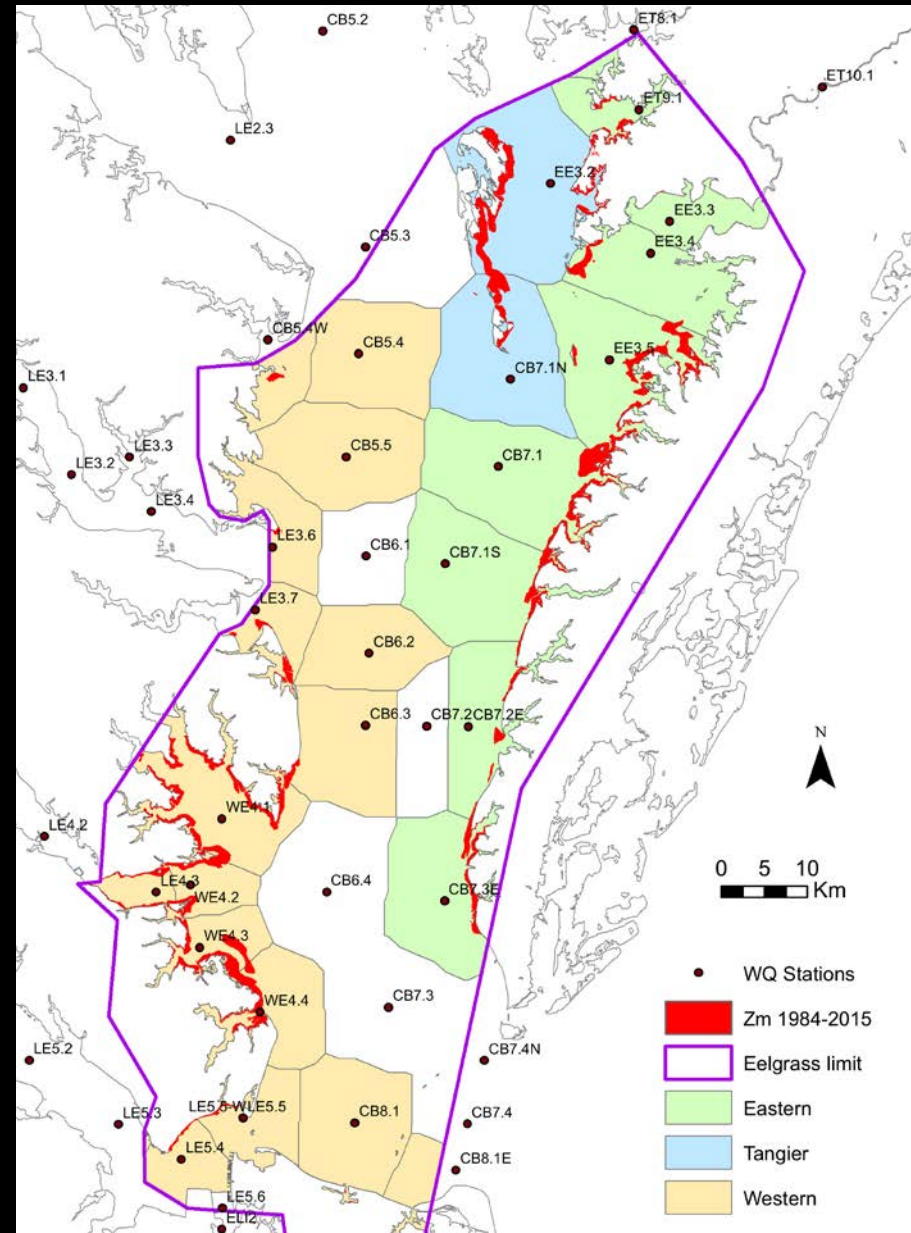 CB5.2
ET8.1
ET10.1
ET9.1
LE2.3
EE3.2
EE3.3
EE3.4
CB5.3
CB5.4W
CB5.4
EE3.5
CB7.1N
LE3.1
LE3.3
LE3.2
CB5.5
CB7.1
LE3.4
LE3.6
CB6.1
CB7.1S
LE3.7
CB6.2
CB6.3
CB7.2
CB7.2E
N
WE4.1
LE4.2
LE4.3
WE4.2
CB6.4
CB7.3E
0 5 10
Km
WE4.3
WE4.4
CB7.3
LE5.2
CB7.4N
LE5.3
LE5.5-W
LE5.5
CB8.1
CB7.4
LE5.4
CB8.1E
LE5.6
ELI2
WQ Stations
Zm 1984-2015
Eelgrass limit
Eastern
Tangier
Western